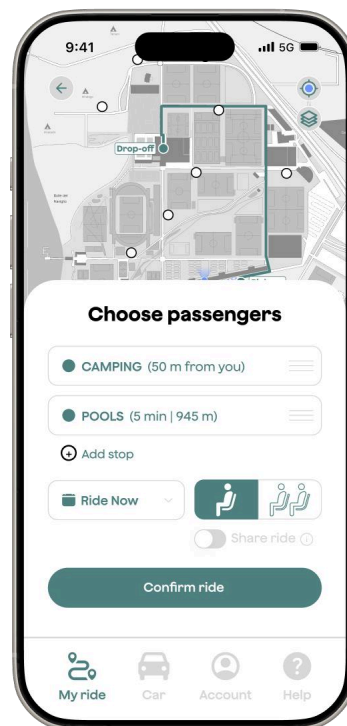 9:41
5G
Drop-off
Choose passengers
CAMPING (50 m from you)
POOLS (5 min | 945 m)
Add stop
Ride Now
Share ride
Confirm ride
My ride Car Account Help